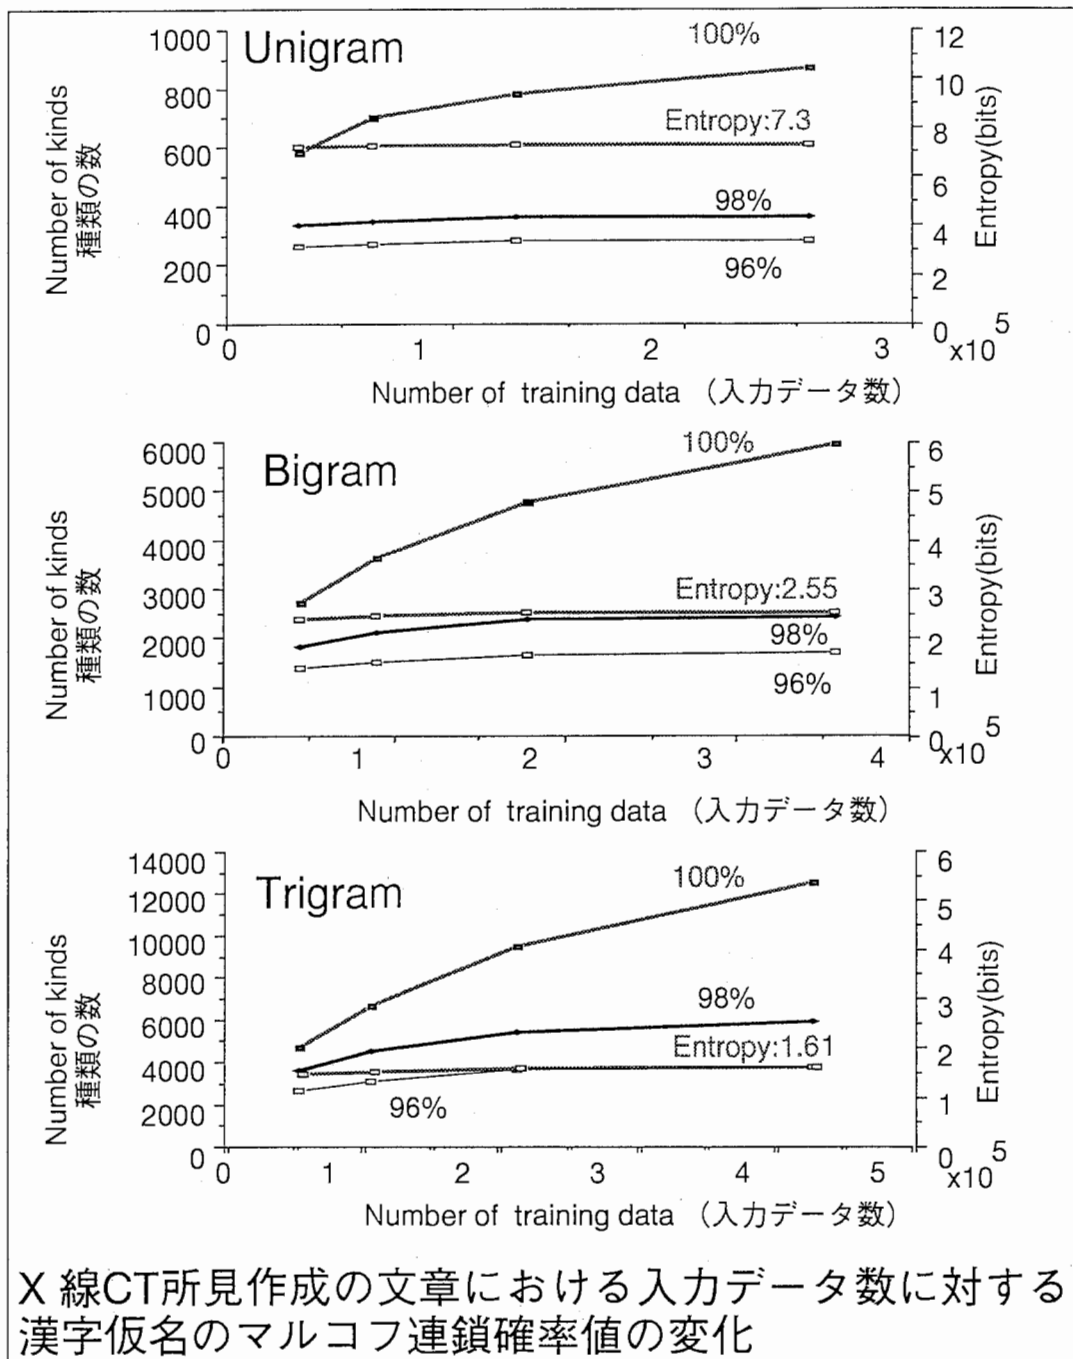 Unigram
Number of kinds
種類の数
1000
800
600
400
200
0
100%
Entropy:7.3
98%
96%
12
10
8
6
4
2
0
Entropy(bits)
0 1 2 3 x10 5
Number of training data （入力データ数）
Bigram
Number of kinds
種類の数
6000
5000
4000
3000
2000
1000
0
100%
Entropy:2.55
98%
96%
6
5
4
3
2
1
0
Entropy(bits)
0 1 2 3 4 x10 5
Number of training data （入力データ数）
Trigram
Number of kinds
種類の数
14000
12000
10000
8000
6000
4000
2000
0
100%
98%
Entropy:1.61
96%
6
5
4
3
2
1
0
Entropy(bits)
0 1 2 3 4 5 x10 5
Number of training data （入力データ数）
X 線CT所見作成の文章における入力データ数に対する
漢字仮名のマルコフ連鎖確率値の変化